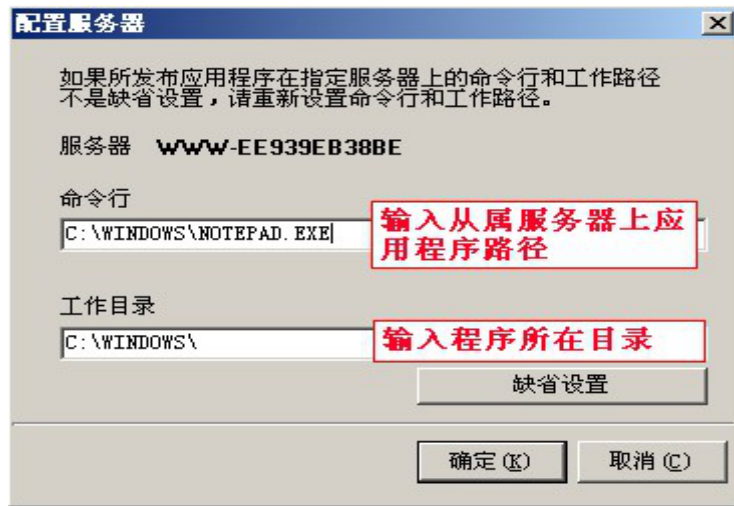 配置服务器
如果所发布应用程序在指定服务器上的命令行和工作路径
不是缺省设置，请重新设置命令行和工作路径。
服务器 WWW-EE939EB38BE
命令行
C:\WINDOWS\NOTEPAD.EXE
输入从属服务器上应
用程序路径
工作目录
C:\WINDOWS\
输入程序所在目录
缺省设置
确定(K) 取消(C)